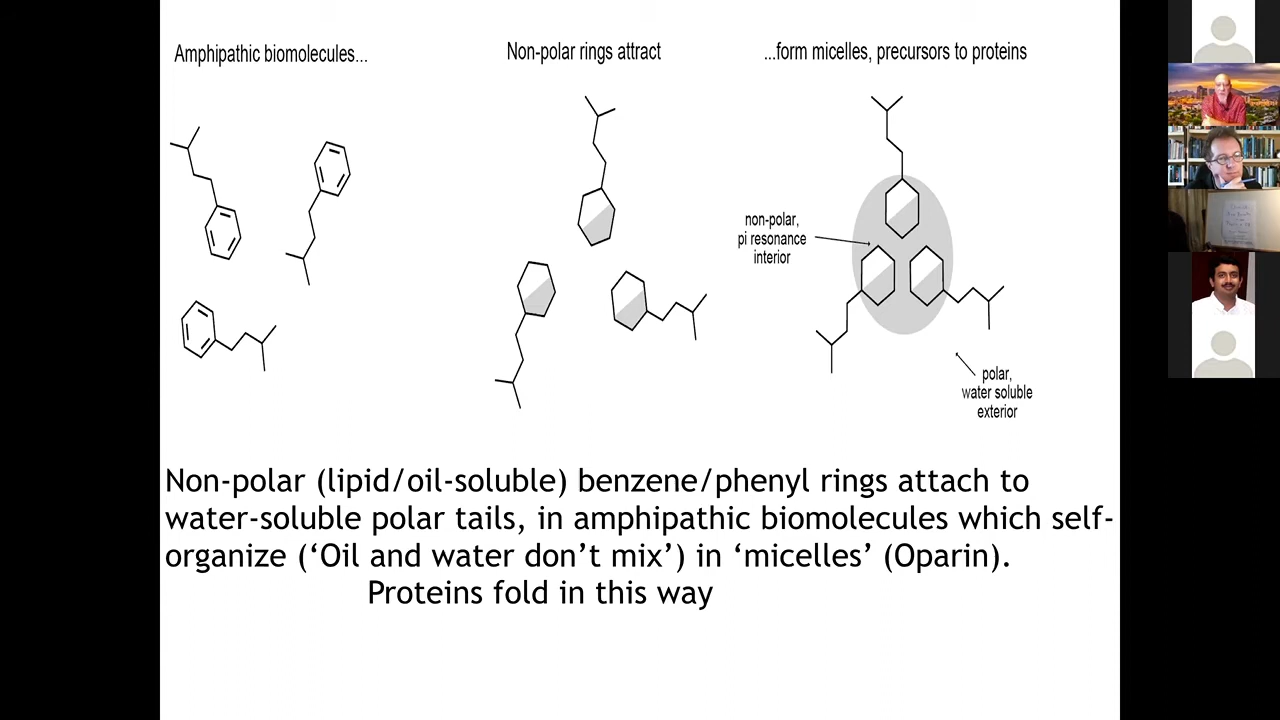 Amphipathic biomolecules...
Non-polar rings attract
...form micelles, precursors to proteins
non-polar,
pi resonance
interior
polar,
water soluble
exterior
Non-polar (lipid/oil-soluble) benzene/phenyl rings attach to
water-soluble polar tails, in amphipathic biomolecules which self-
organize (‘Oil and water don’t mix’) in ‘micelles’ (Oparin).
Proteins fold in this way